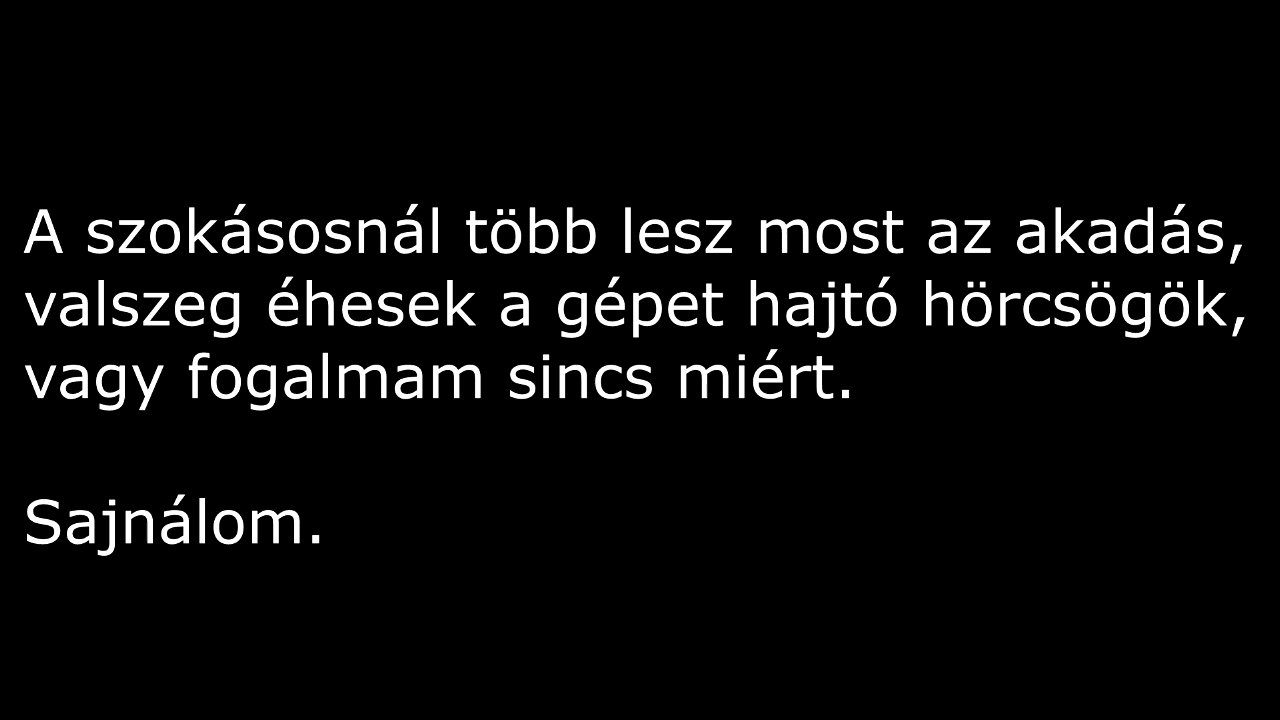 A szokásosnál több lesz most az akadás,
valszeg éhesek a gépet hajtó hörcsögök,
vagy fogalmam sincs miért.
Sajnálom.